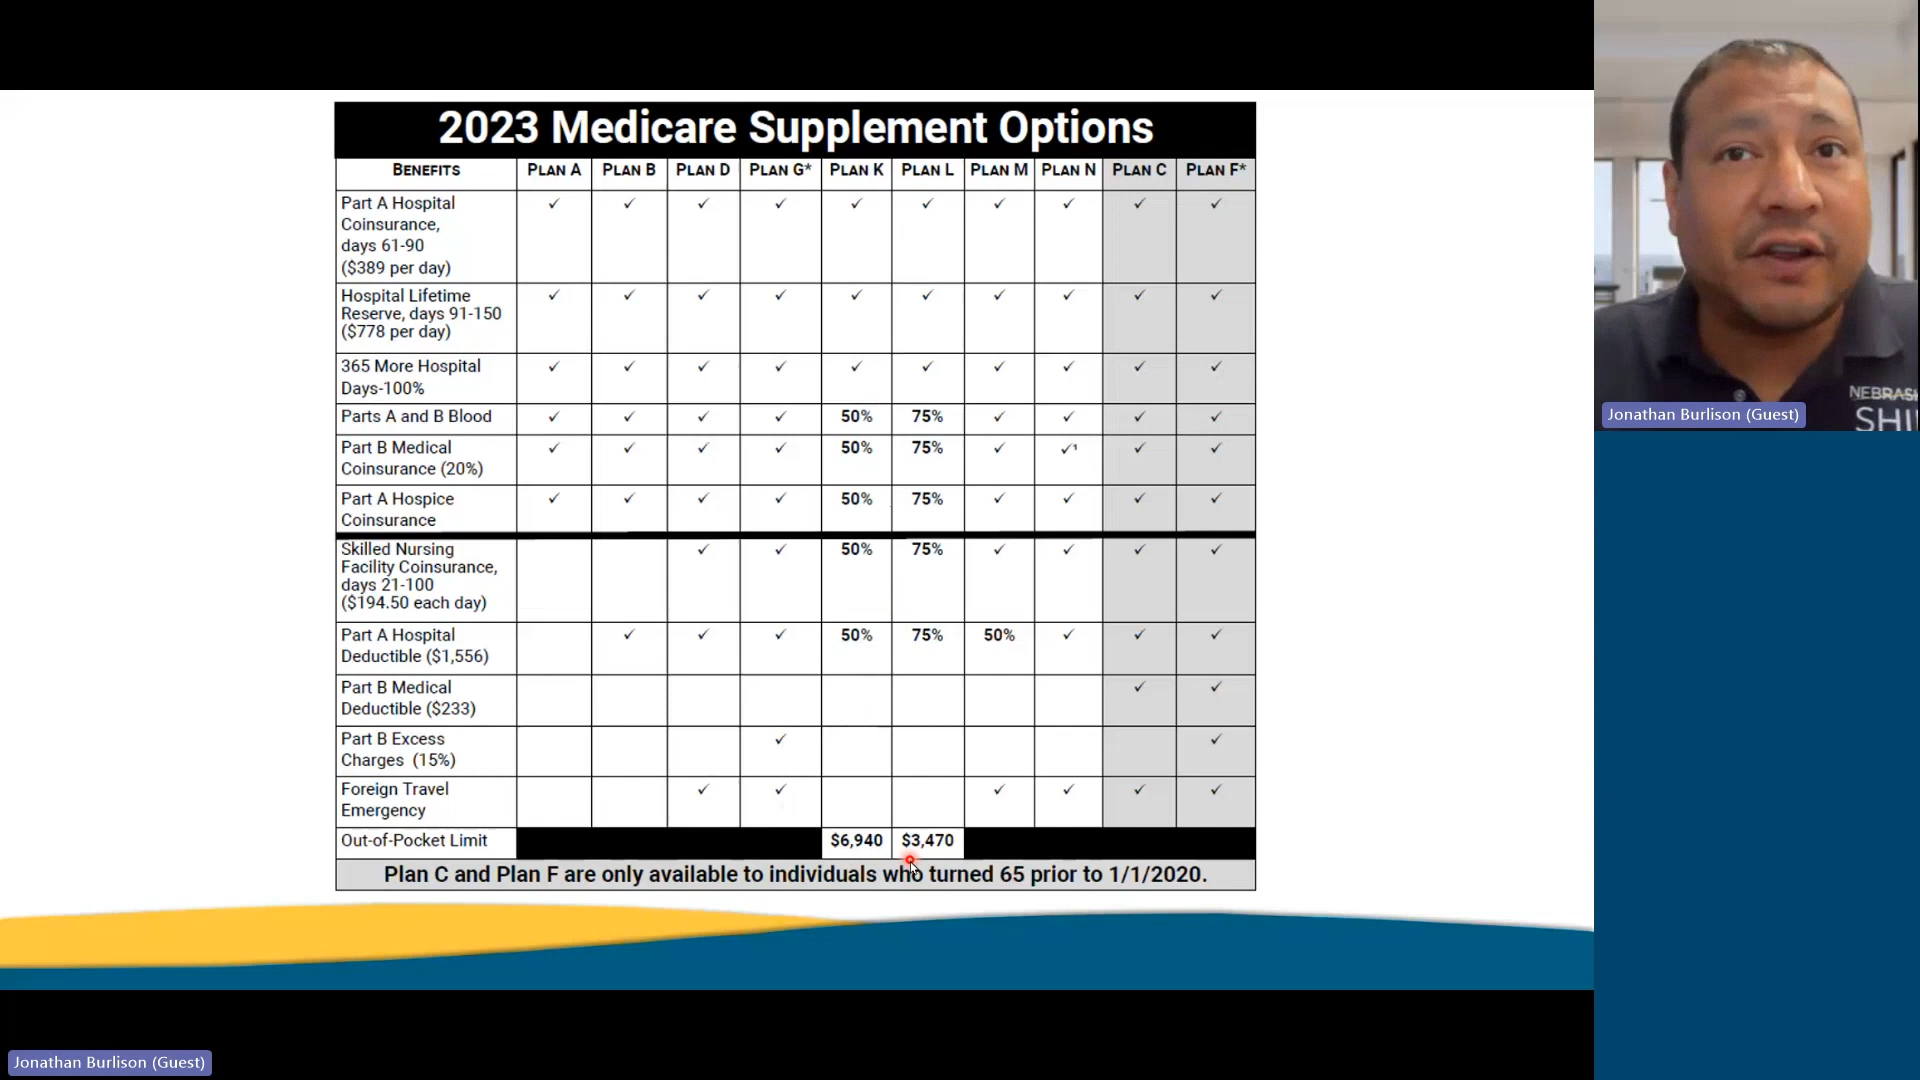 2023 Medicare Supplement Options
BENEFITS PLAN A PLAN B PLAN D PLAN G* PLAN K PLAN L PLAN M PLAN N PLAN C PLAN F*
Part A Hospital
Coinsurance,
days 61-90
($389 per day)
✓ ✓ ✓ ✓ ✓ ✓ ✓ ✓ ✓ ✓
Hospital Lifetime
Reserve, days 91-150
($778 per day)
✓ ✓ ✓ ✓ ✓ ✓ ✓ ✓ ✓ ✓
365 More Hospital
Days-100%
✓ ✓ ✓ ✓ ✓ ✓ ✓ ✓ ✓ ✓
Parts A and B Blood ✓ ✓ ✓ ✓ 50% 75% ✓ ✓ ✓ ✓
Part B Medical
Coinsurance (20%)
✓ ✓ ✓ ✓ 50% 75% ✓ ✓¹ ✓ ✓
Part A Hospice
Coinsurance
✓ ✓ ✓ ✓ 50% 75% ✓ ✓ ✓ ✓
Skilled Nursing
Facility Coinsurance,
days 21-100
($194.50 each day)
✓ ✓ 50% 75% ✓ ✓ ✓ ✓
Part A Hospital
Deductible ($1,556)
✓ ✓ ✓ 50% 75% 50% ✓ ✓ ✓
Part B Medical
Deductible ($233)
✓ ✓
Part B Excess
Charges (15%)
✓ ✓
Foreign Travel
Emergency
✓ ✓ ✓ ✓ ✓ ✓
Out-of-Pocket Limit $6,940 $3,470
Plan C and Plan F are only available to individuals who turned 65 prior to 1/1/2020.
NEBRASK
SHI
Jonathan Burlison (Guest)
Jonathan Burlison (Guest)